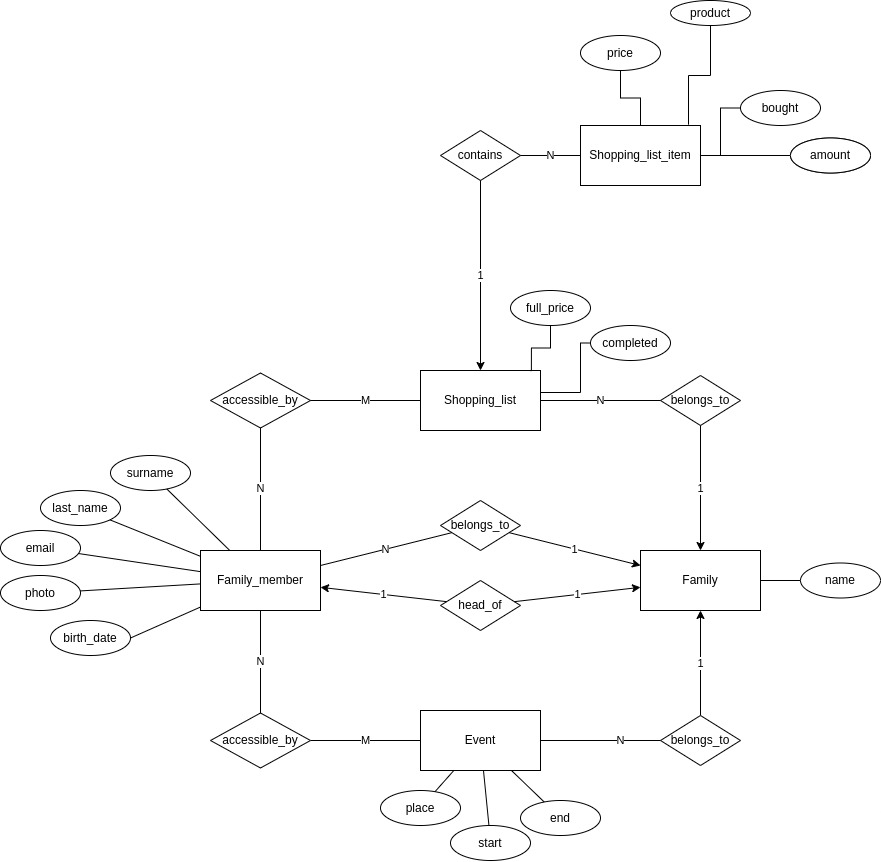 product
price
bought
contains
N
Shopping_list_item
amount
1
full_price
completed
accessible_by
M
Shopping_list
N
belongs_to
surname
N
1
last_name
belongs_to
email
N
1
Family_member
Family
name
photo
1
head_of
1
birth_date
N
1
accessible_by
M
Event
N
belongs_to
place
end
start